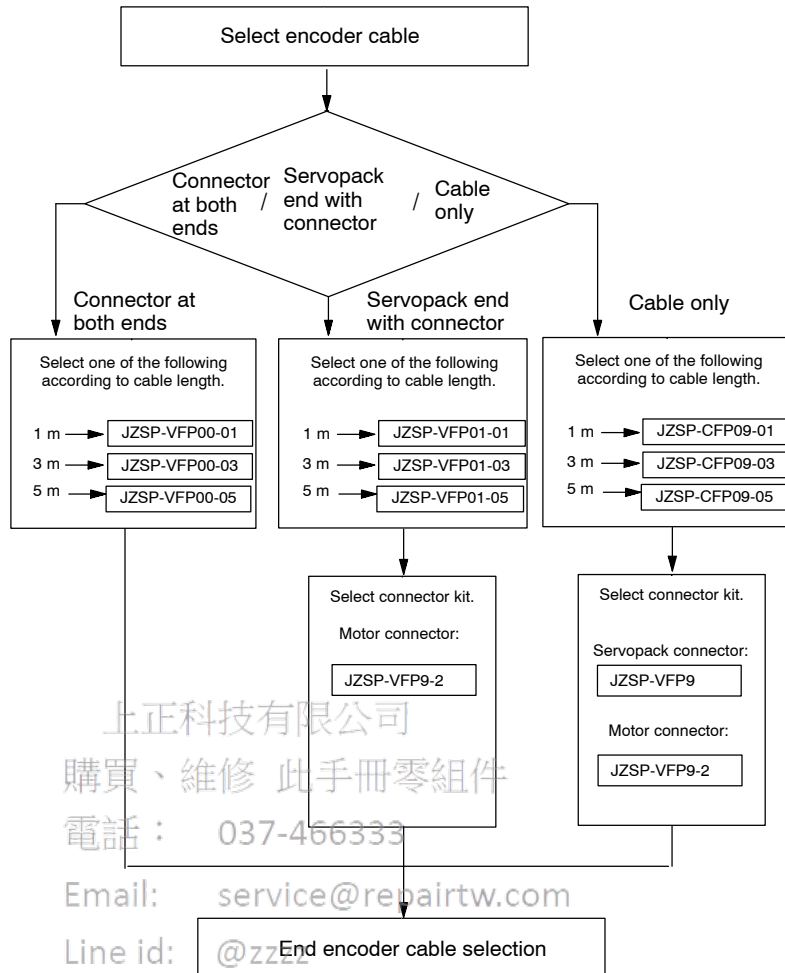 Select encoder cable
Connector
at both
ends
/
Servopack
end with
connector
/
Cable
only
Connector at
both ends
Select one of the following
according to cable length.
1 m
JZSP-VFP00-01
3 m
JZSP-VFP00-03
5 m
JZSP-VFP00-05
Servopack end
with connector
Select one of the following
according to cable length.
1 m
JZSP-VFP01-01
3 m
JZSP-VFP01-03
5 m
JZSP-VFP01-05
Cable only
Select one of the following
according to cable length.
1 m
JZSP-CFP09-01
3 m
JZSP-CFP09-03
5 m
JZSP-CFP09-05
Select connector kit.
Motor connector:
JZSP-VFP9-2
Select connector kit.
Servopack connector:
JZSP-VFP9
Motor connector:
JZSP-VFP9-2
上正科技有限公司
購買、維修 此手冊零組件
電話： 037-466333
Email: service@repairtw.com
Line id: @zzzz
End encoder cable selection